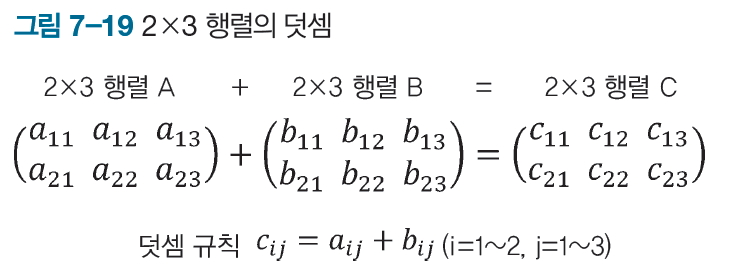 그림 7–19 2×3 행렬의 덧셈
2×3 행렬 A + 2×3 행렬 B = 2×3 행렬 C
(a₁₁ a₁₂ a₁₃) + (b₁₁ b₁₂ b₁₃) = (c₁₁ c₁₂ c₁₃)
(a₂₁ a₂₂ a₂₃) (b₂₁ b₂₂ b₂₃) (c₂₁ c₂₂ c₂₃)
덧셈 규칙 cᵢⱼ = aᵢⱼ + bᵢⱼ (i=1~2, j=1~3)